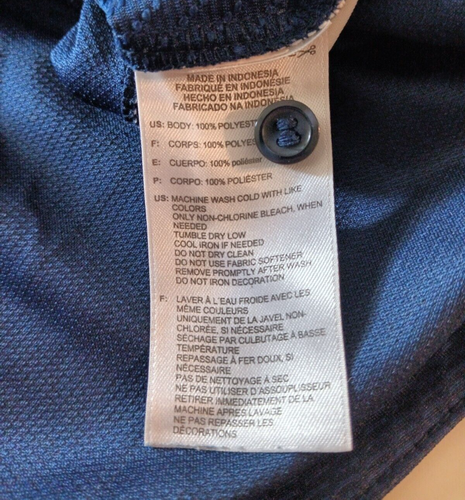 MADE IN INDONESIA
FABRIQUÉ EN INDONÉSIE
HECHO EN INDONESIA
FABRICADO NA INDONÉSIA
US: BODY: 100% POLYEST
F: CORPS: 100% POLYES
E: CUERPO: 100% poliéster
P: CORPO: 100% POLIÉSTER
US: MACHINE WASH COLD WITH LIKE
COLORS
ONLY NON-CHLORINE BLEACH, WHEN
NEEDED
TUMBLE DRY LOW
COOL IRON IF NEEDED
DO NOT DRY CLEAN
DO NOT USE FABRIC SOFTENER
REMOVE PROMPTLY AFTER WASH
DO NOT IRON DECORATION
F: LAVER À L'EAU FROIDE AVEC LES
MÊME COULEURS
UNIQUEMENT DE LA JAVEL NON-
CHLORÉE, SI NÉCESSAIRE
SÉCHAGE PAR CULBUTAGE À BASSE
TEMPÉRATURE
REPASSAGE À FER DOUX, SI
NÉCESSAIRE
PAS DE NETTOYAGE À SEC
NE PAS UTILISER D'ASSOUPLISSEUR
RETIRER IMMÉDIATEMENT DE LA
MACHINE APRÈS LAVAGE
NE PAS REPASSER LES
DÉCORATIONS